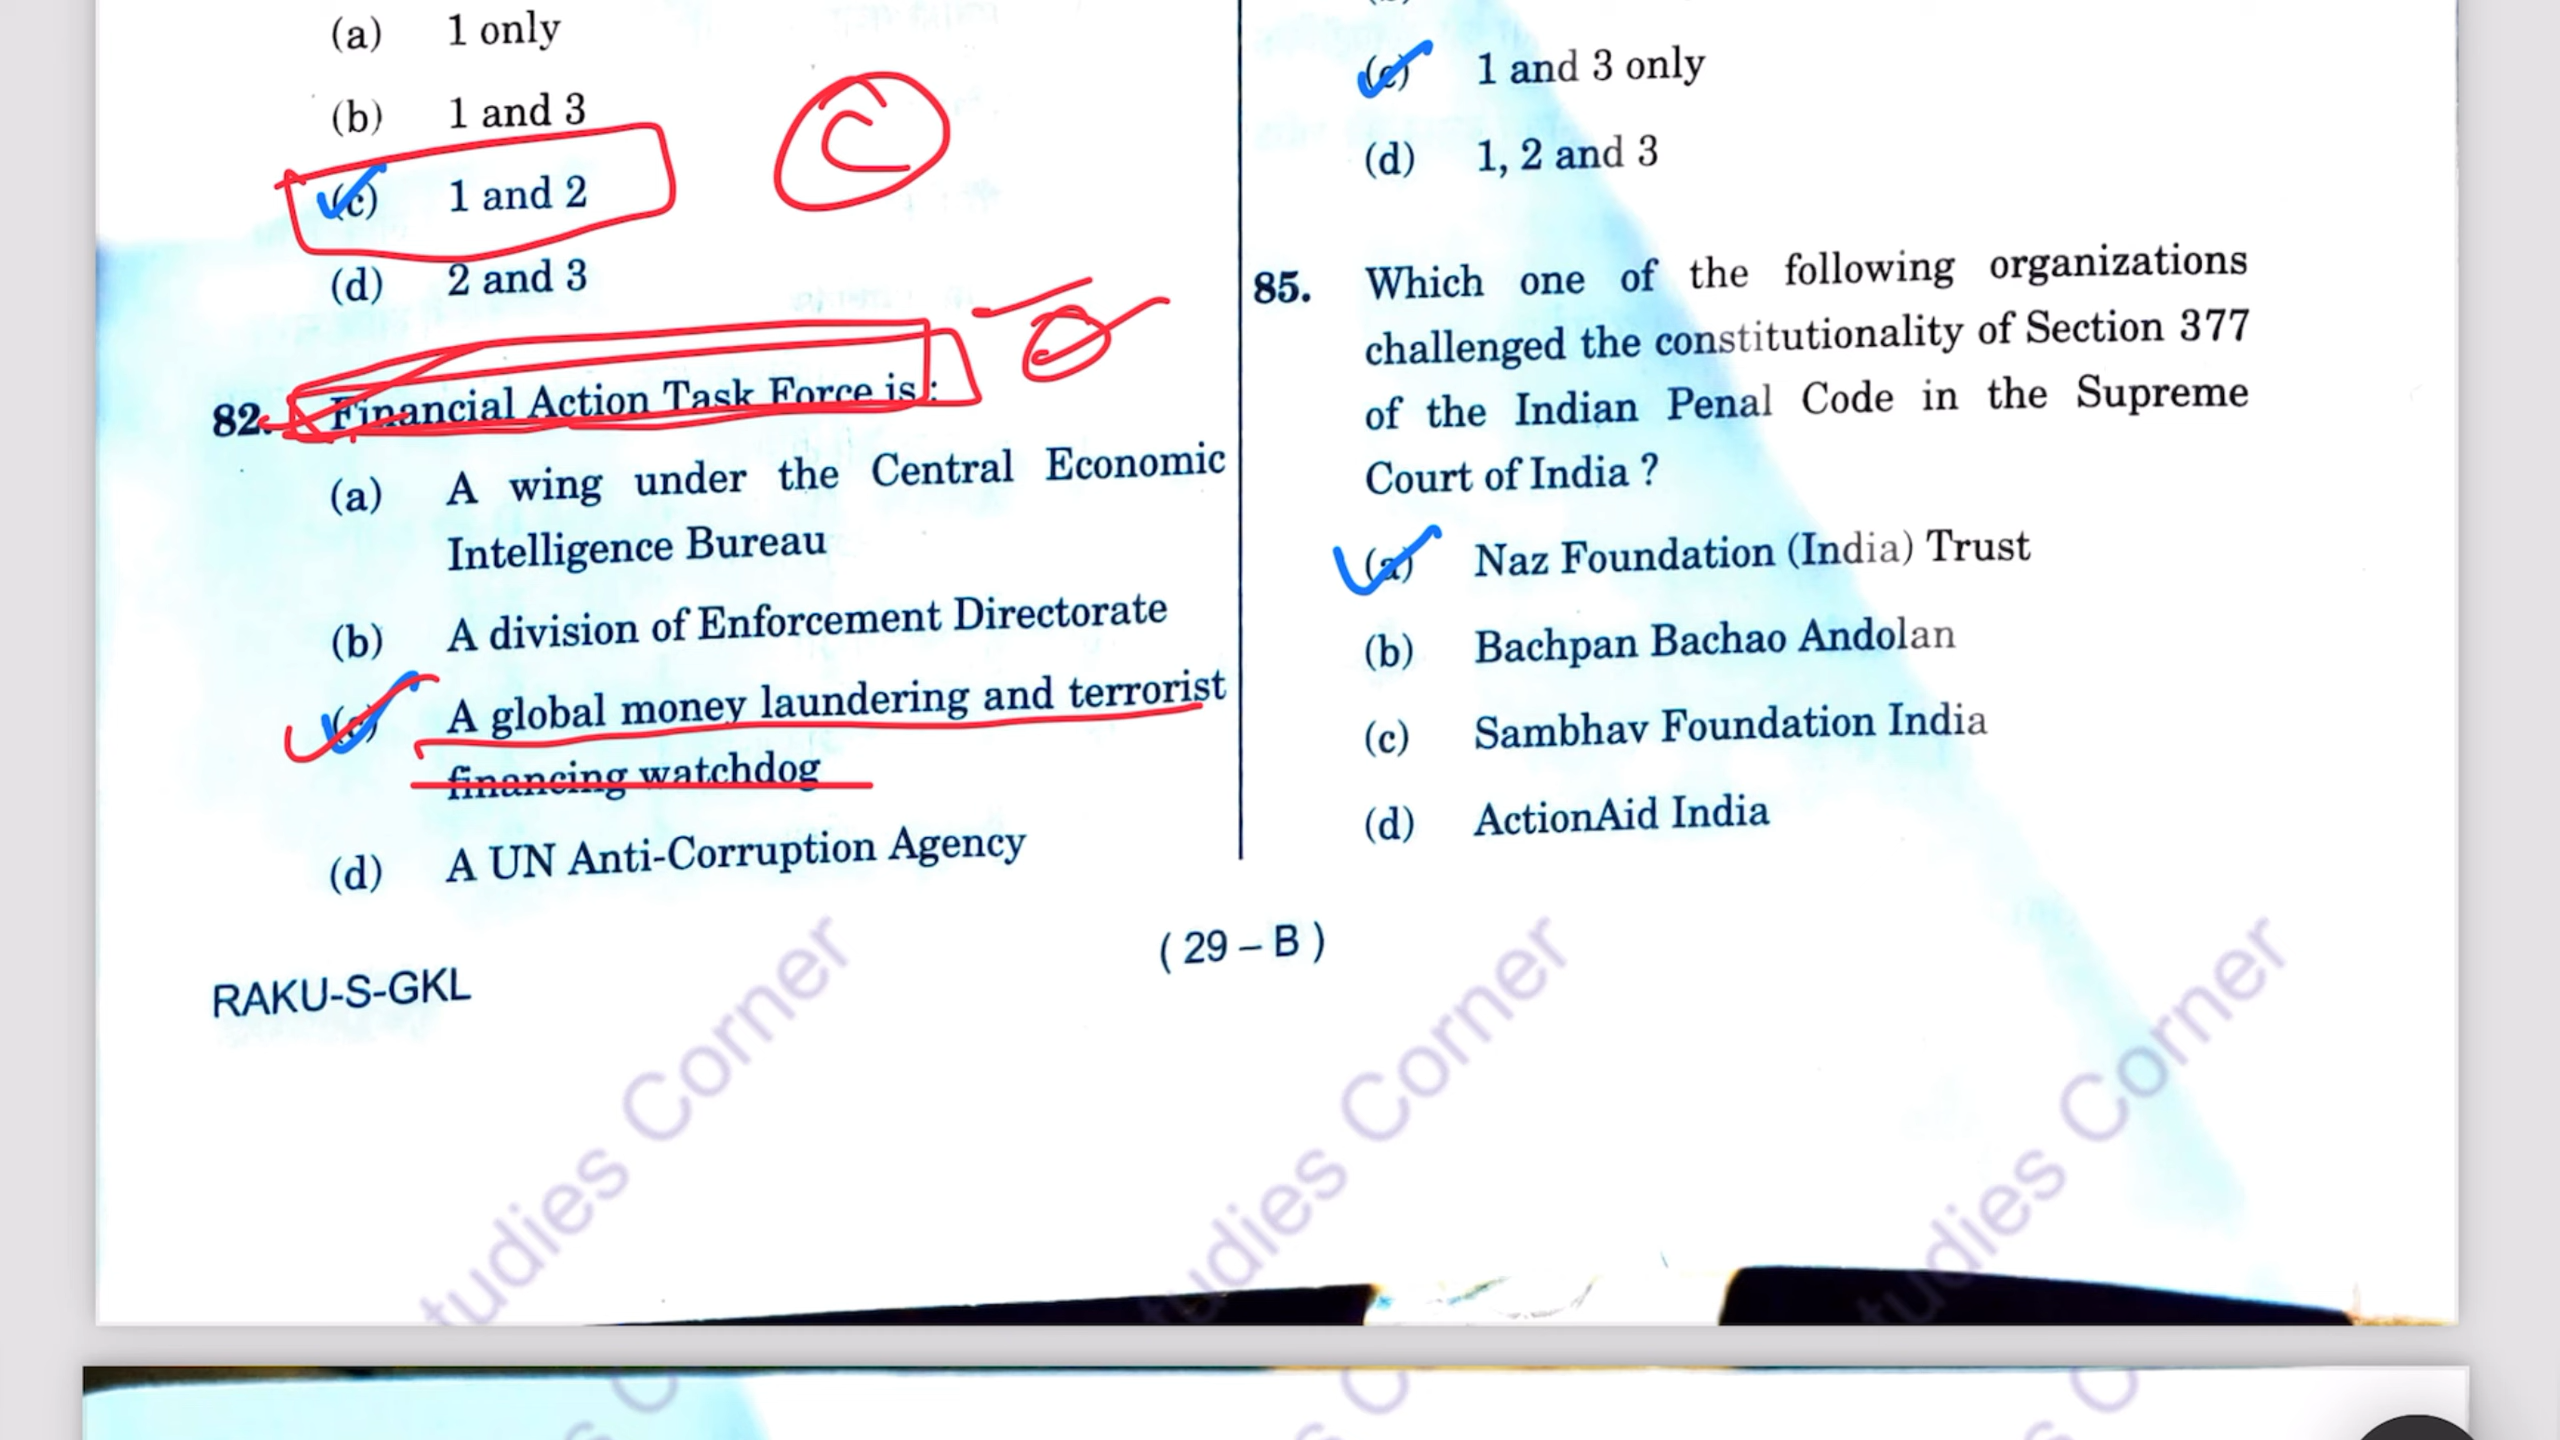 (a) 1 only
(b) 1 and 3
(c) 1 and 2
C
(d) 2 and 3
82. Financial Action Task Force is :
(a) A wing under the Central Economic
Intelligence Bureau
(b) A division of Enforcement Directorate
(c) A global money laundering and terrorist
financing watchdog
(d) A UN Anti-Corruption Agency
(c) 1 and 3 only
(d) 1, 2 and 3
85. Which one of the following organizations
challenged the constitutionality of Section 377
of the Indian Penal Code in the Supreme
Court of India ?
(a) Naz Foundation (India) Trust
(b) Bachpan Bachao Andolan
(c) Sambhav Foundation India
(d) ActionAid India
( 29 – B )
RAKU-S-GKL
tudies Corner
tudies Corner
tudies Corner